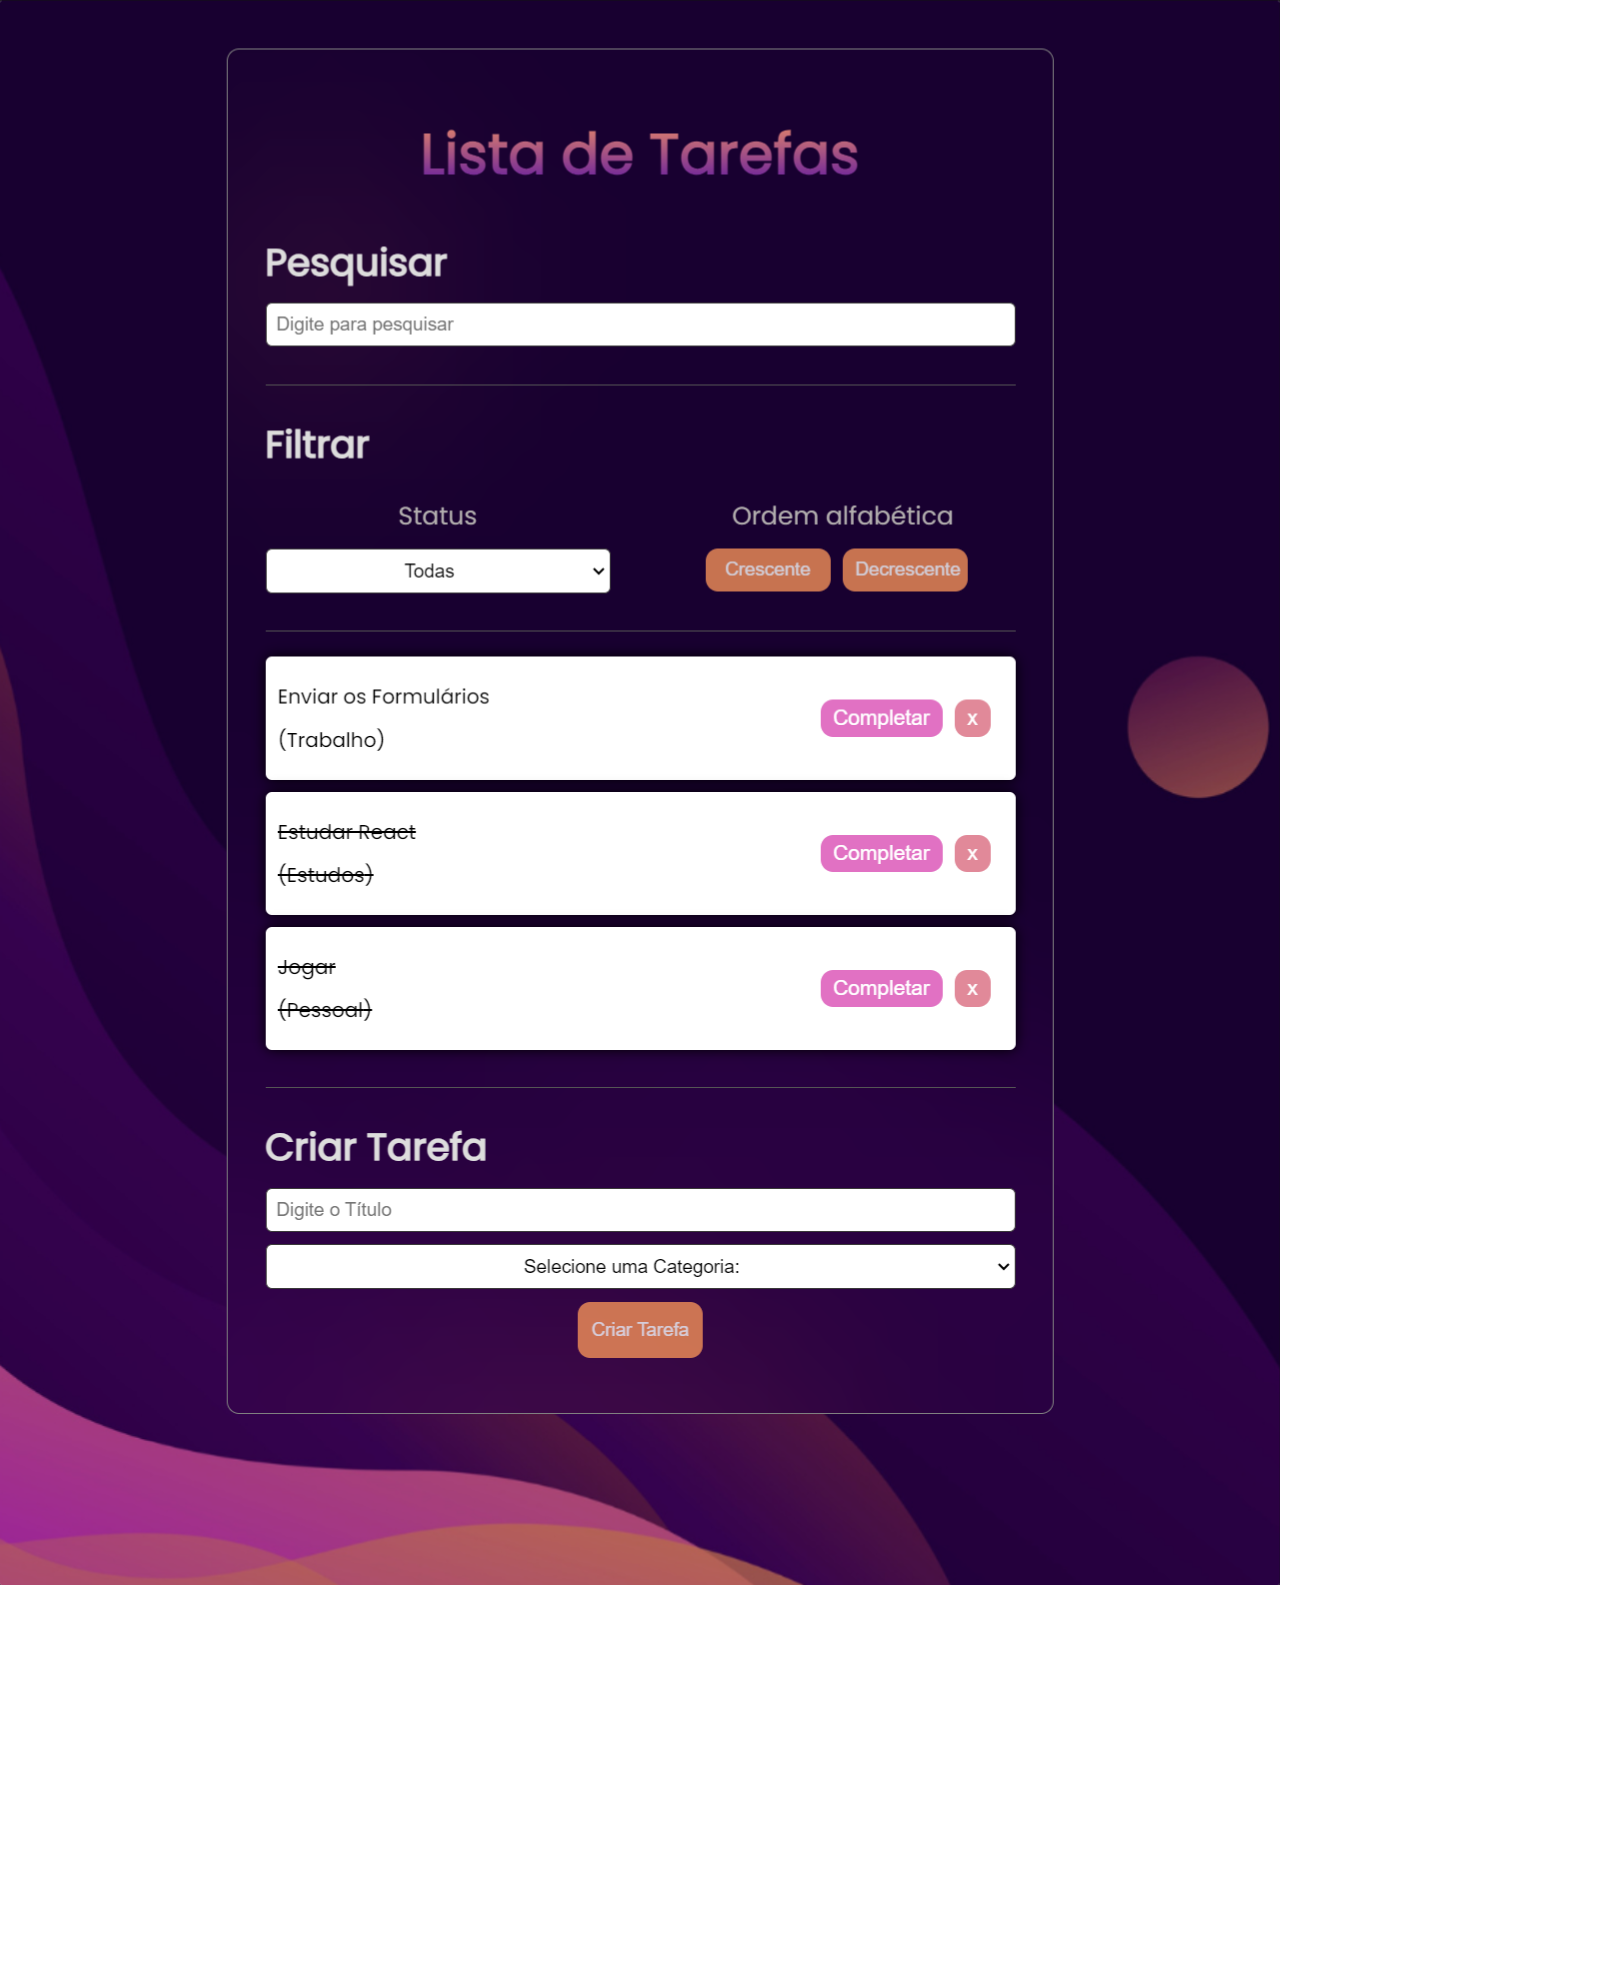 Lista de Tarefas
Pesquisar
Digite para pesquisar
Filtrar
Status
Todas
Ordem alfabética
Crescente Decrescente
Enviar os Formulários
(Trabalho)
Completar x
Estudar React
(Estudos)
Completar x
Jogar
(Pessoal)
Completar x
Criar Tarefa
Digite o Título
Selecione uma Categoria:
Criar Tarefa